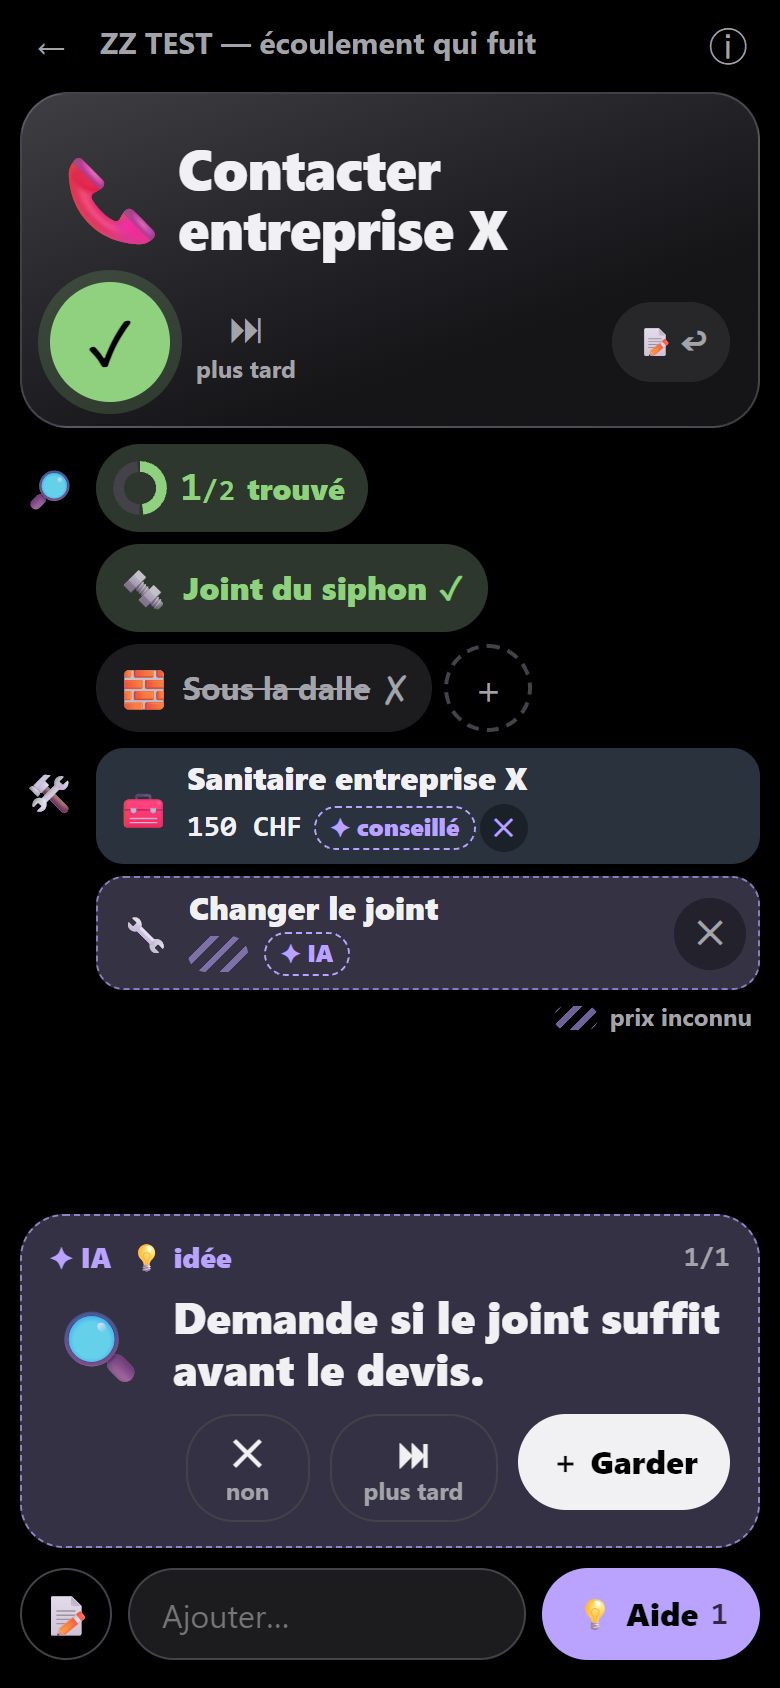 ← ZZ TEST — écoulement qui fuit ⓘ
Contacter
entreprise X
✓
plus tard
1/2 trouvé
Joint du siphon ✓
Sous la dalle ✗
+
Sanitaire entreprise X
150 CHF ✦ conseillé ×
Changer le joint
✦ IA ×
prix inconnu
✦ IA 💡 idée 1/1
Demande si le joint suffit
avant le devis.
× non
plus tard
+ Garder
Ajouter...
Aide 1